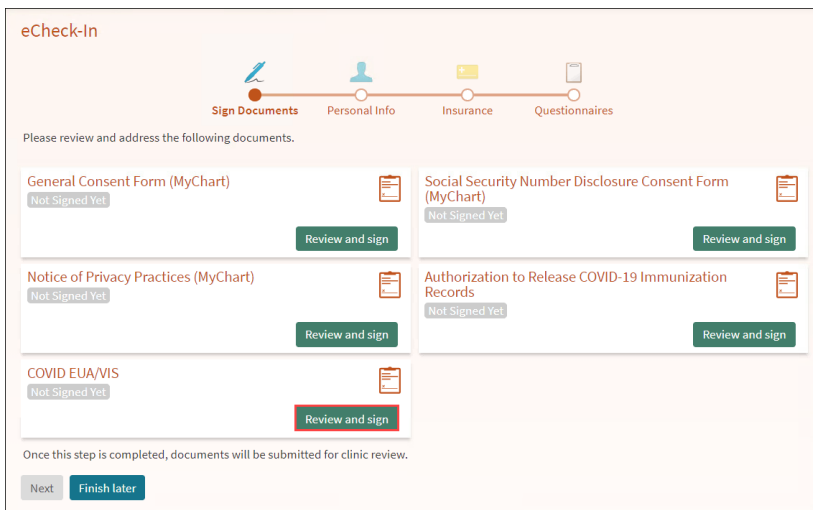 eCheck-In
Sign Documents
Personal Info
Insurance
Questionnaires
Please review and address the following documents.
General Consent Form (MyChart)
Not Signed Yet
Review and sign
Social Security Number Disclosure Consent Form
(MyChart)
Not Signed Yet
Review and sign
Notice of Privacy Practices (MyChart)
Not Signed Yet
Review and sign
Authorization to Release COVID-19 Immunization
Records
Not Signed Yet
Review and sign
COVID EUA/VIS
Not Signed Yet
Review and sign
Once this step is completed, documents will be submitted for clinic review.
Next
Finish later